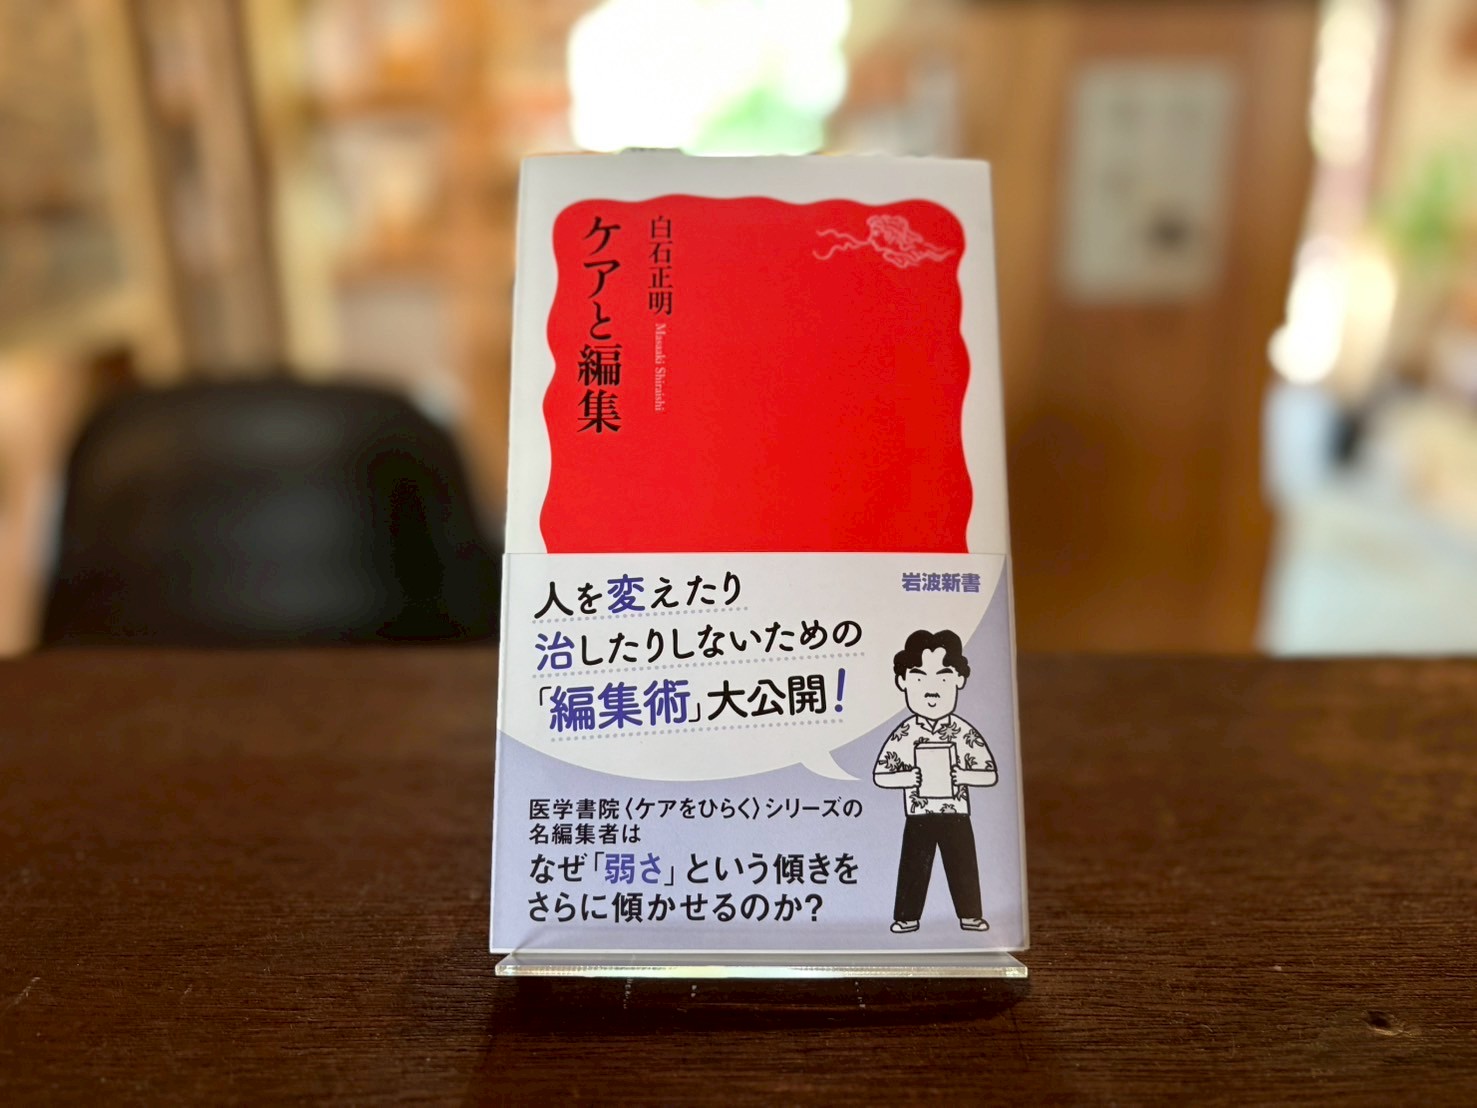 白石正明 Masaaki Shiraishi
ケアと編集
岩波新書
人を変えたり
治したりしないための
「編集術」大公開!
医学書院〈ケアをひらく〉シリーズの
名編集者は
なぜ「弱さ」という傾きを
さらに傾かせるのか?